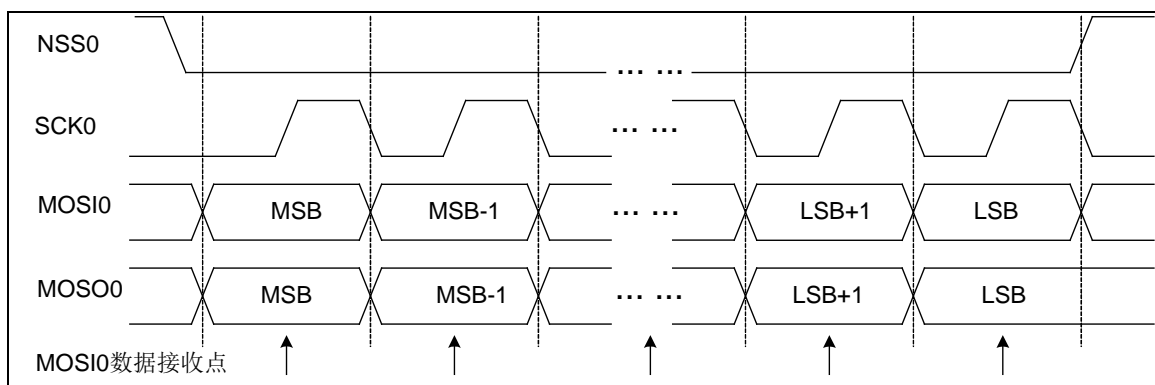 NSS0
... ...
SCK0
... ...
MOSI0 MSB MSB-1 ... ... LSB+1 LSB
MOSO0 MSB MSB-1 ... ... LSB+1 LSB
MOSI0数据接收点